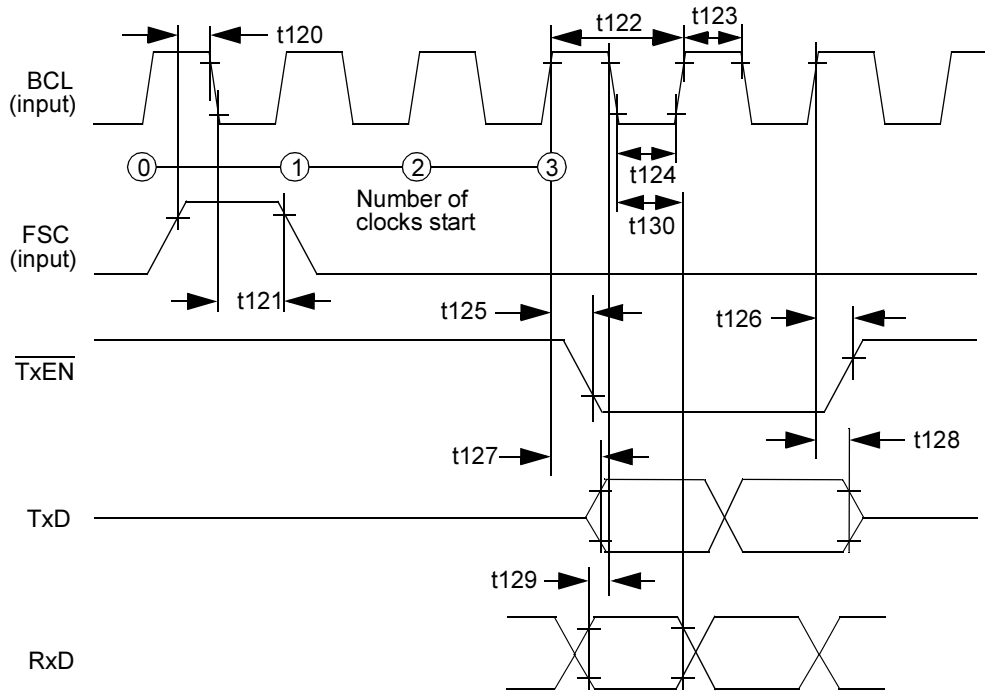 t120
t122
t123
BCL
(input)
0
1
2
3
t124
Number of
clocks start
t130
FSC
(input)
t121
t125
t126
TxEN
t127
t128
TxD
t129
RxD